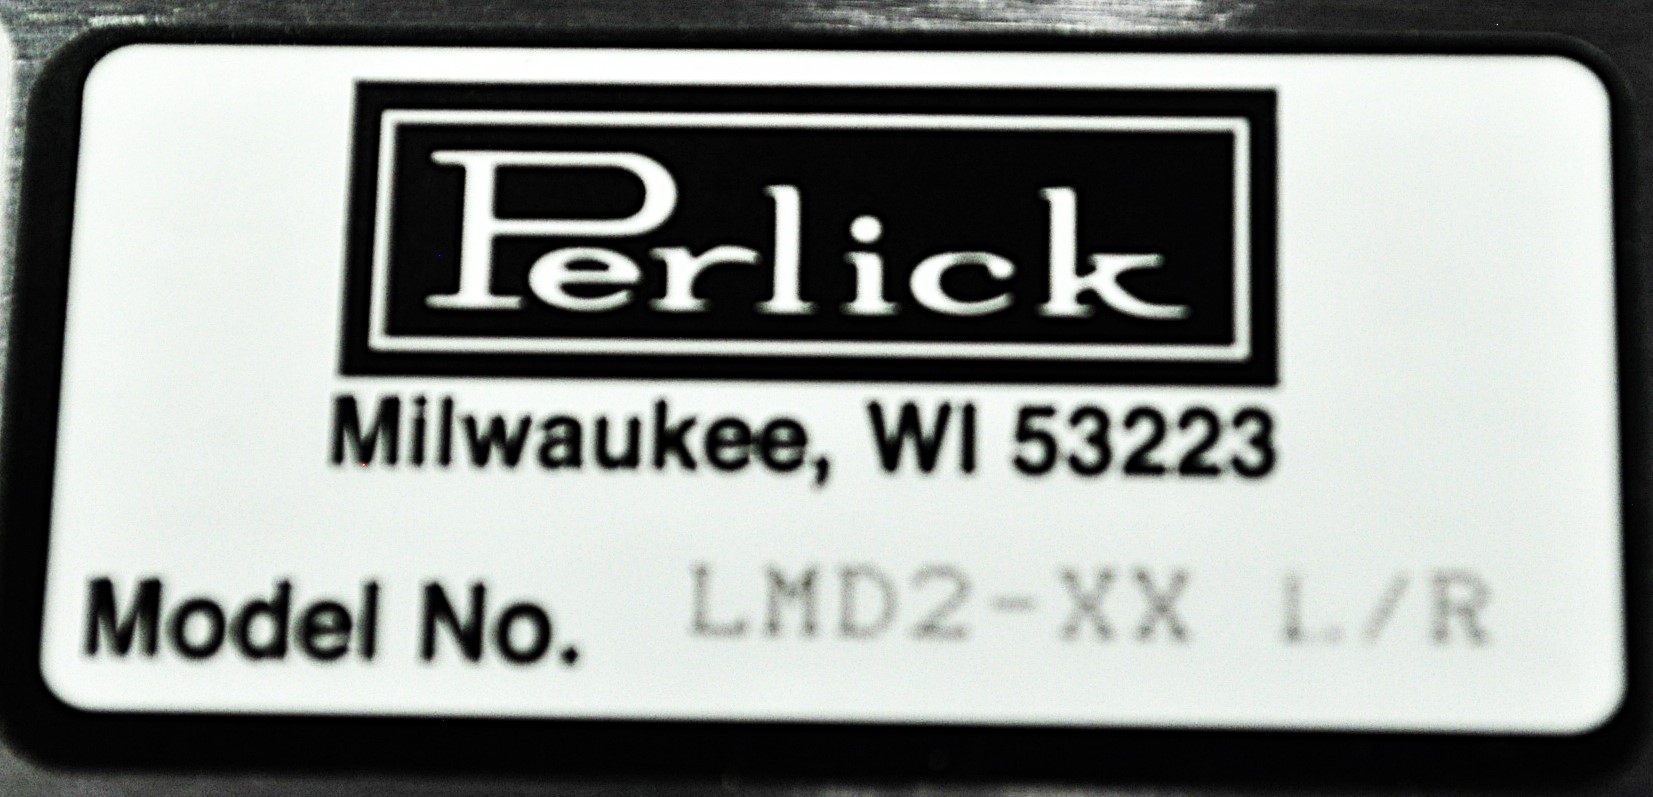 Perlick
Milwaukee, WI 53223
Model No. LMD2-XX L/R